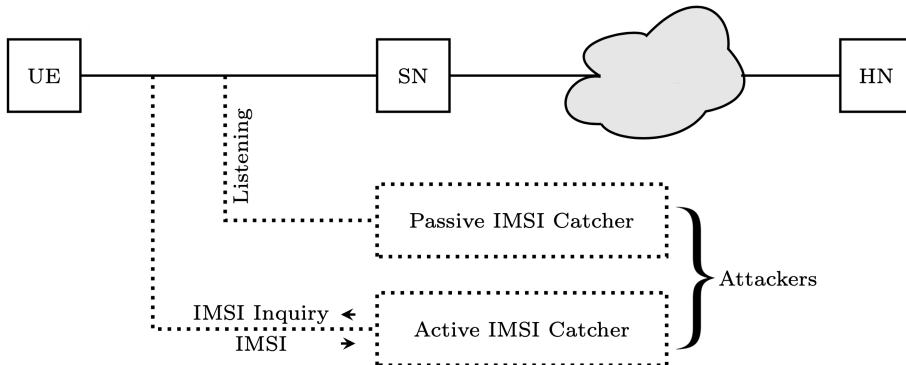 UE
SN
HN
Listening
Passive IMSI Catcher
Attackers
IMSI Inquiry
Active IMSI Catcher
IMSI